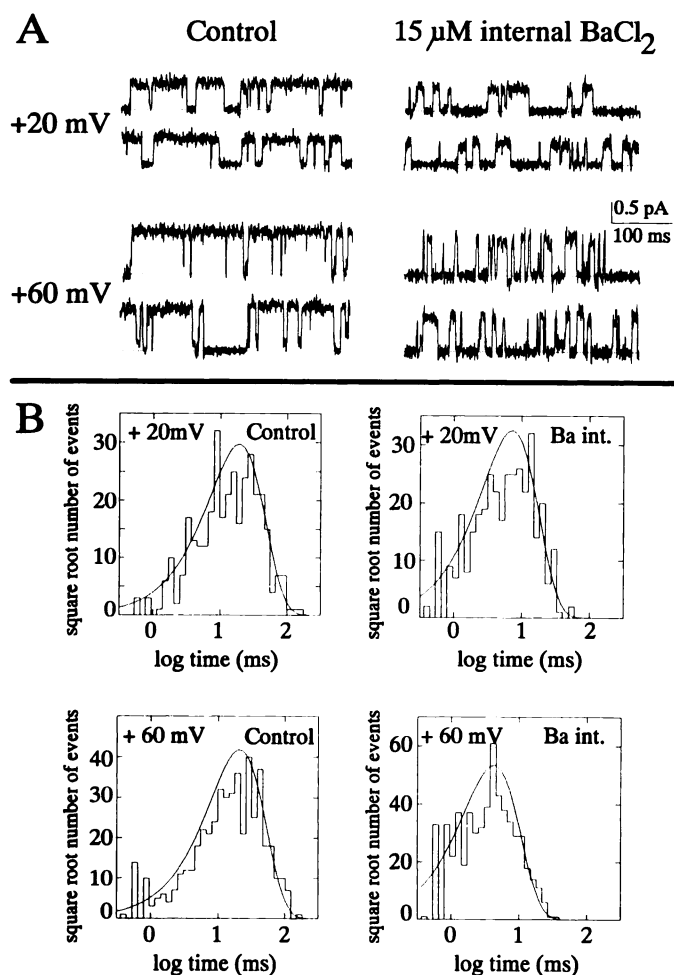 A
Control
15 µM internal BaCl2
+20 mV
0.5 pA
100 ms
+60 mV
B
+ 20mV
Control
30
20
10
0
square root number of events
0
1
2
log time (ms)
+ 20mV
Ba int.
30
20
10
0
square root number of events
0
1
2
log time (ms)
+ 60 mV
Control
40
30
20
10
0
square root number of events
0
1
2
log time (ms)
+ 60 mV
Ba int.
60
40
20
0
square root number of events
0
1
2
log time (ms)